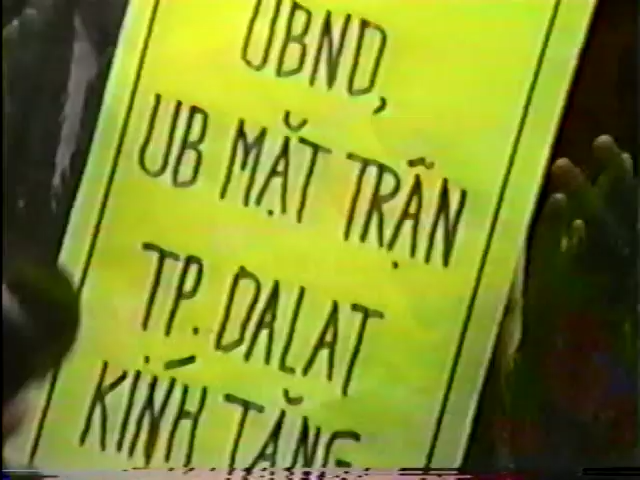 UBND,
UB MẶT TRẬN
TP. DALAT
KÍNH TẶNG